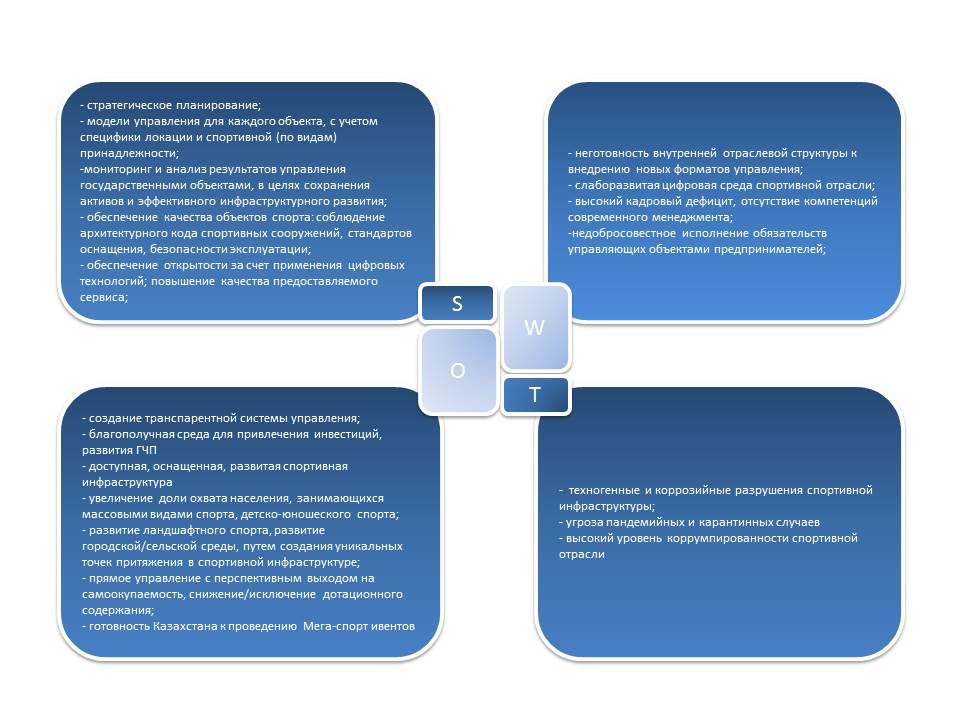 - стратегическое планирование;
- модели управления для каждого объекта, с учетом
специфики локации и спортивной (по видам)
принадлежности;
-мониторинг и анализ результатов управления
государственными объектами, в целях сохранения
активов и эффективного инфраструктурного развития;
- обеспечение качества объектов спорта: соблюдение
архитектурного кода спортивных сооружений, стандартов
оснащения, безопасности эксплуатации;
- обеспечение открытости за счет применения цифровых
технологий; повышение качества предоставляемого
сервиса;
- неготовность внутренней отраслевой структуры к
внедрению новых форматов управления;
- слаборазвитая цифровая среда спортивной отрасли;
- высокий кадровый дефицит, отсутствие компетенций
современного менеджмента;
-недобросовестное исполнение обязательств
управляющих объектами предпринимателей;
S
W
O
T
- создание транспарентной системы управления;
- благополучная среда для привлечения инвестиций,
развития ГЧП
- доступная, оснащенная, развитая спортивная
инфраструктура
- увеличение доли охвата населения, занимающихся
массовыми видами спорта, детско-юношеского спорта;
- развитие ландшафтного спорта, развитие
городской/сельской среды, путем создания уникальных
точек притяжения в спортивной инфраструктуре;
- прямое управление с перспективным выходом на
самоокупаемость, снижение/исключение дотационного
содержания;
- готовность Казахстана к проведению Мега-спорт ивентов
- техногенные и коррозийные разрушения спортивной
инфраструктуры;
- угроза пандемийных и карантинных случаев
- высокий уровень коррумпированности спортивной
отрасли